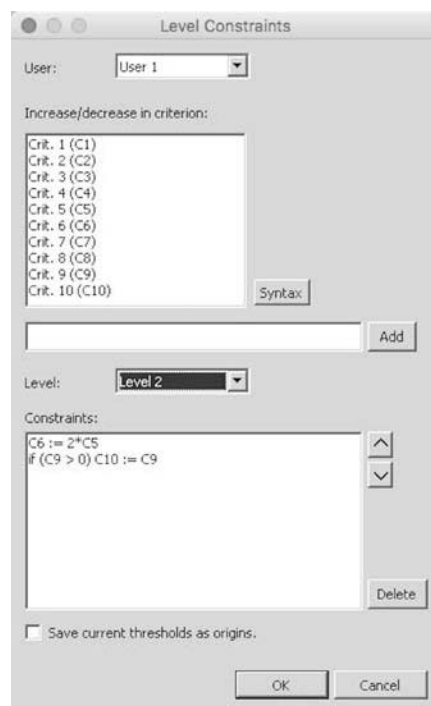 Level Constraints
User: User 1
Increase/decrease in criterion:
Crit. 1 (C1)
Crit. 2 (C2)
Crit. 3 (C3)
Crit. 4 (C4)
Crit. 5 (C5)
Crit. 6 (C6)
Crit. 7 (C7)
Crit. 8 (C8)
Crit. 9 (C9)
Crit. 10 (C10)
Syntax
Add
Level: Level 2
Constraints:
C6 := 2*C5
if (C9 > 0) C10 := C9
Delete
Save current thresholds as origins.
OK Cancel